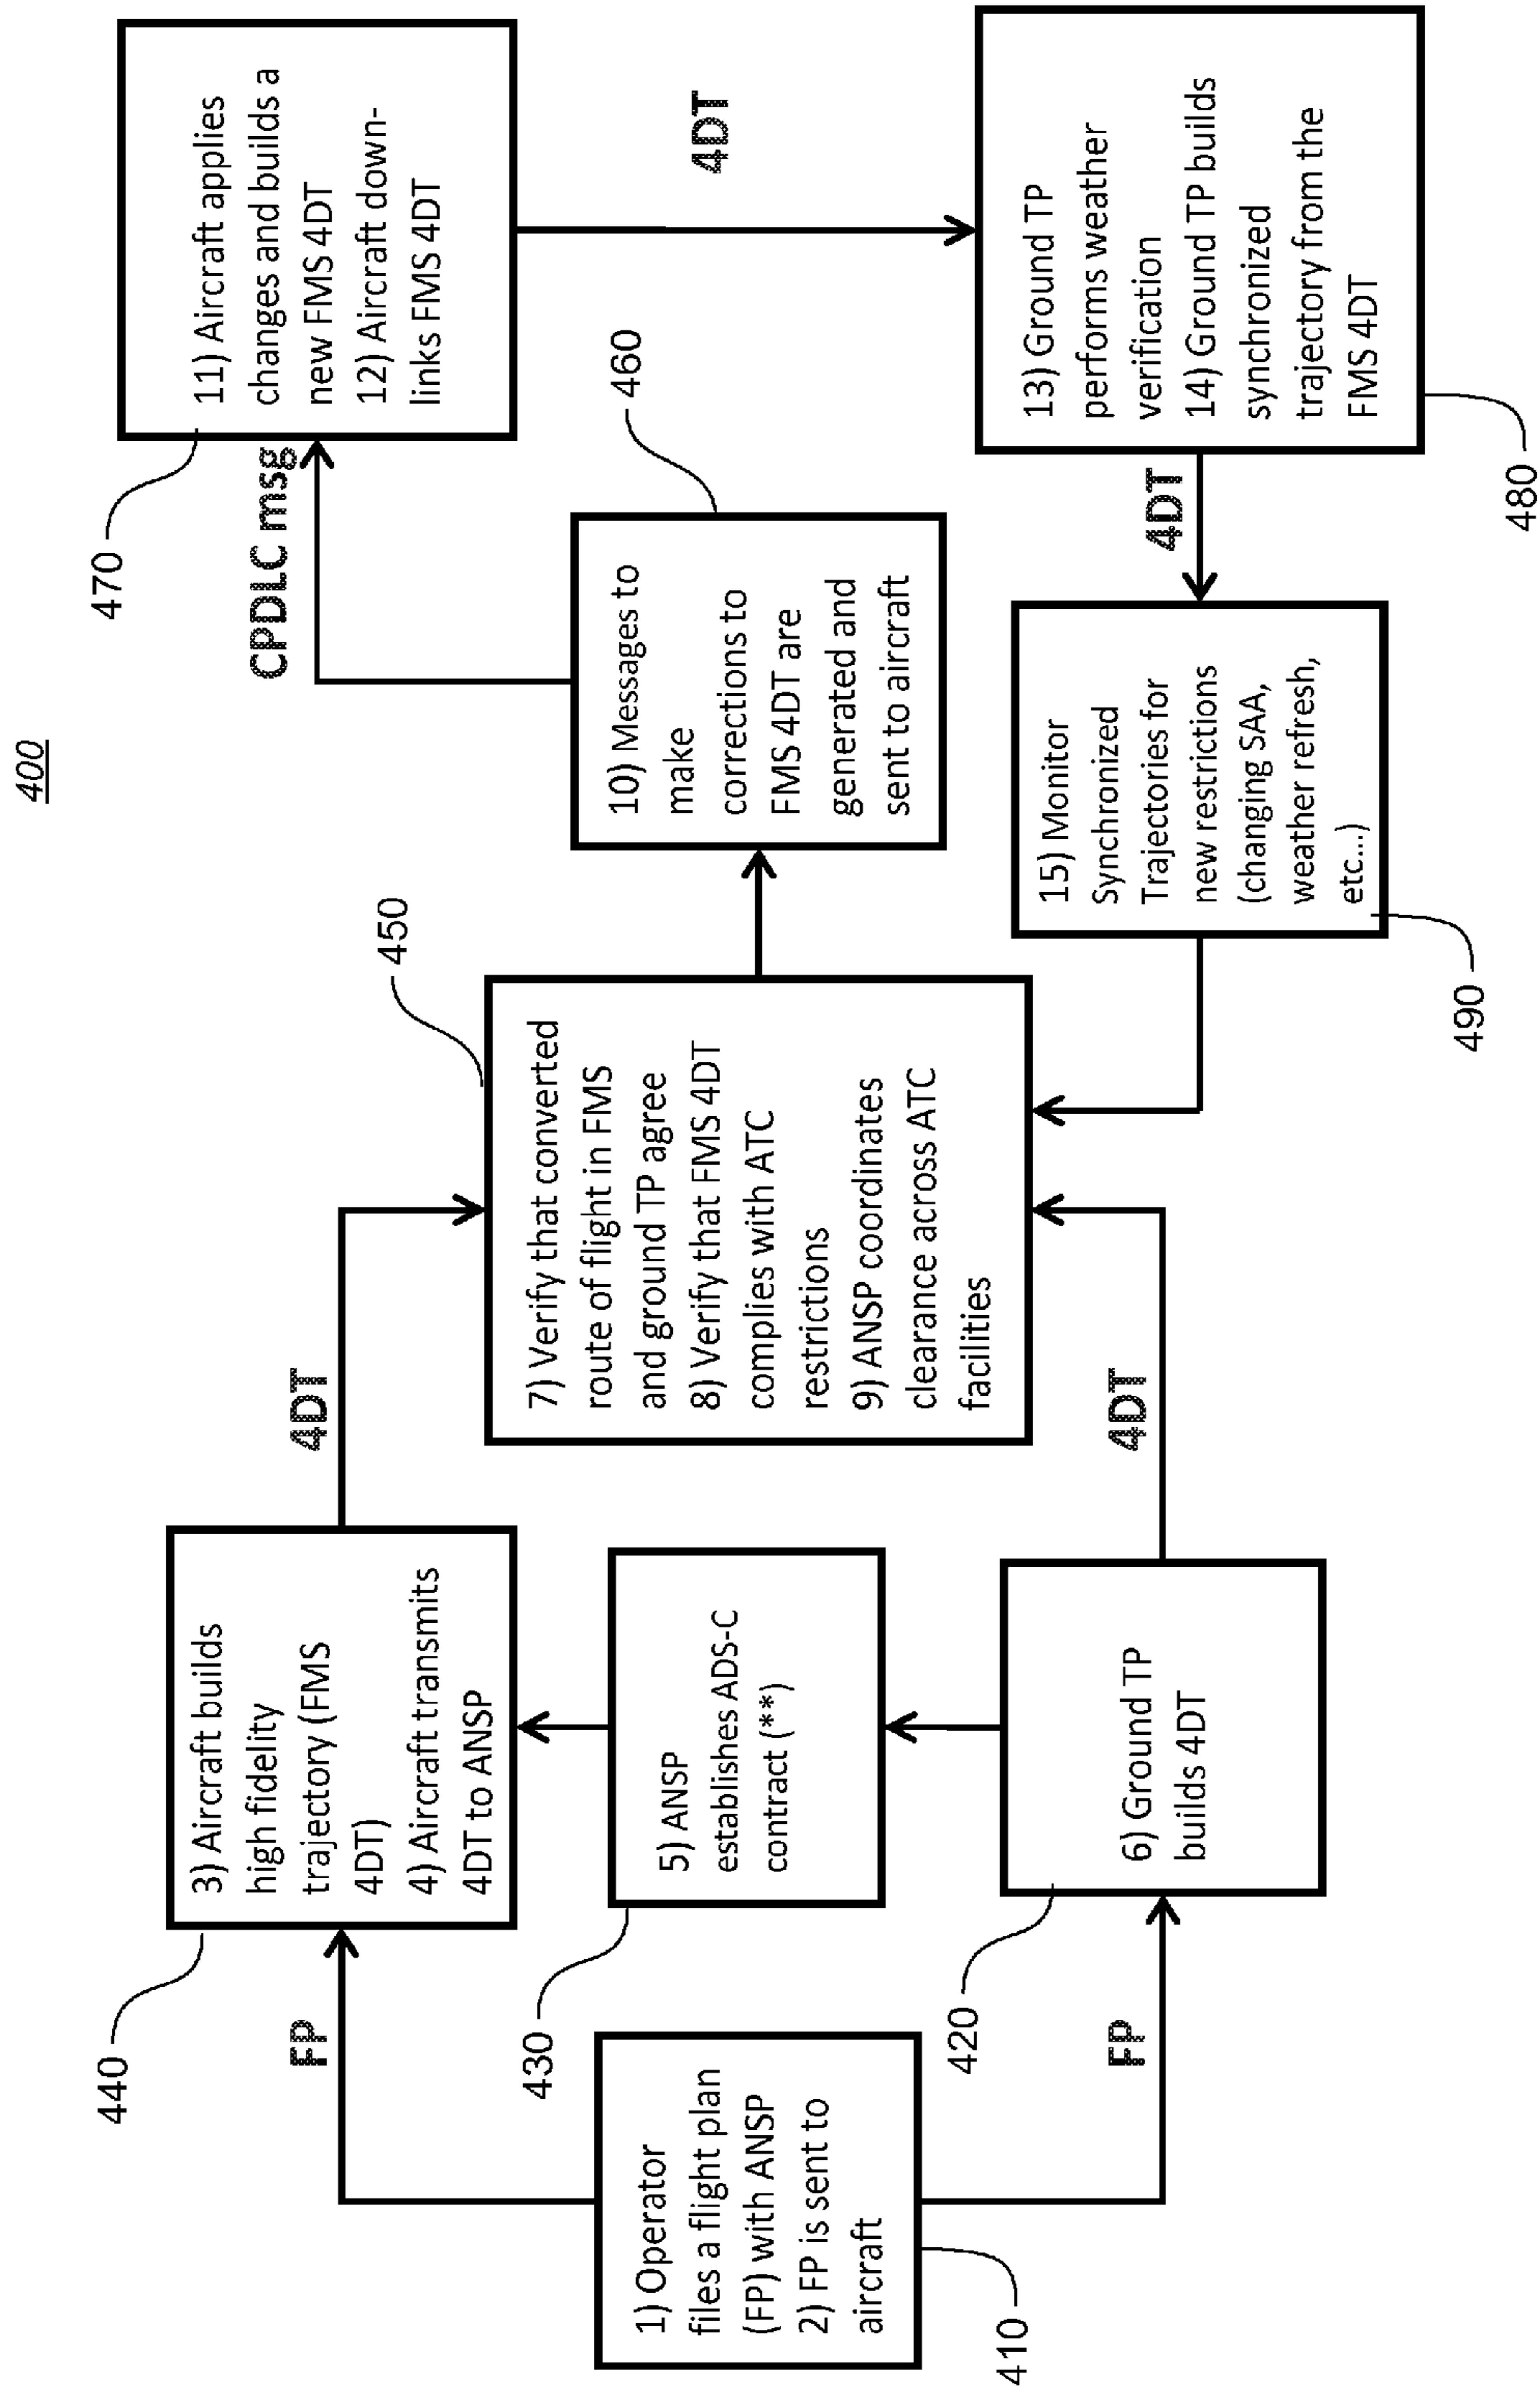 400
1) Operator
files a flight plan
(FP) with ANSP
2) FP is sent to
aircraft
410
FP
FP
440
3) Aircraft builds
high fidelity
trajectory (FMS
4DT)
4) Aircraft transmits
4DT to ANSP
430
5) ANSP
establishes ADS-C
contract (**)
420
6) Ground TP
builds 4DT
4DT
4DT
450
7) Verify that converted
route of flight in FMS
and ground TP agree
8) Verify that FMS 4DT
complies with ATC
restrictions
9) ANSP coordinates
clearance across ATC
facilities
460
10) Messages to
make
corrections to
FMS 4DT are
generated and
sent to aircraft
CPDLC msg
470
11) Aircraft applies
changes and builds a
new FMS 4DT
12) Aircraft down-
links FMS 4DT
4DT
13) Ground TP
performs weather
verification
14) Ground TP builds
synchronized
trajectory from the
FMS 4DT
480
4DT
15) Monitor
Synchronized
Trajectories for
new restrictions
(changing SAA,
weather refresh,
etc...)
490